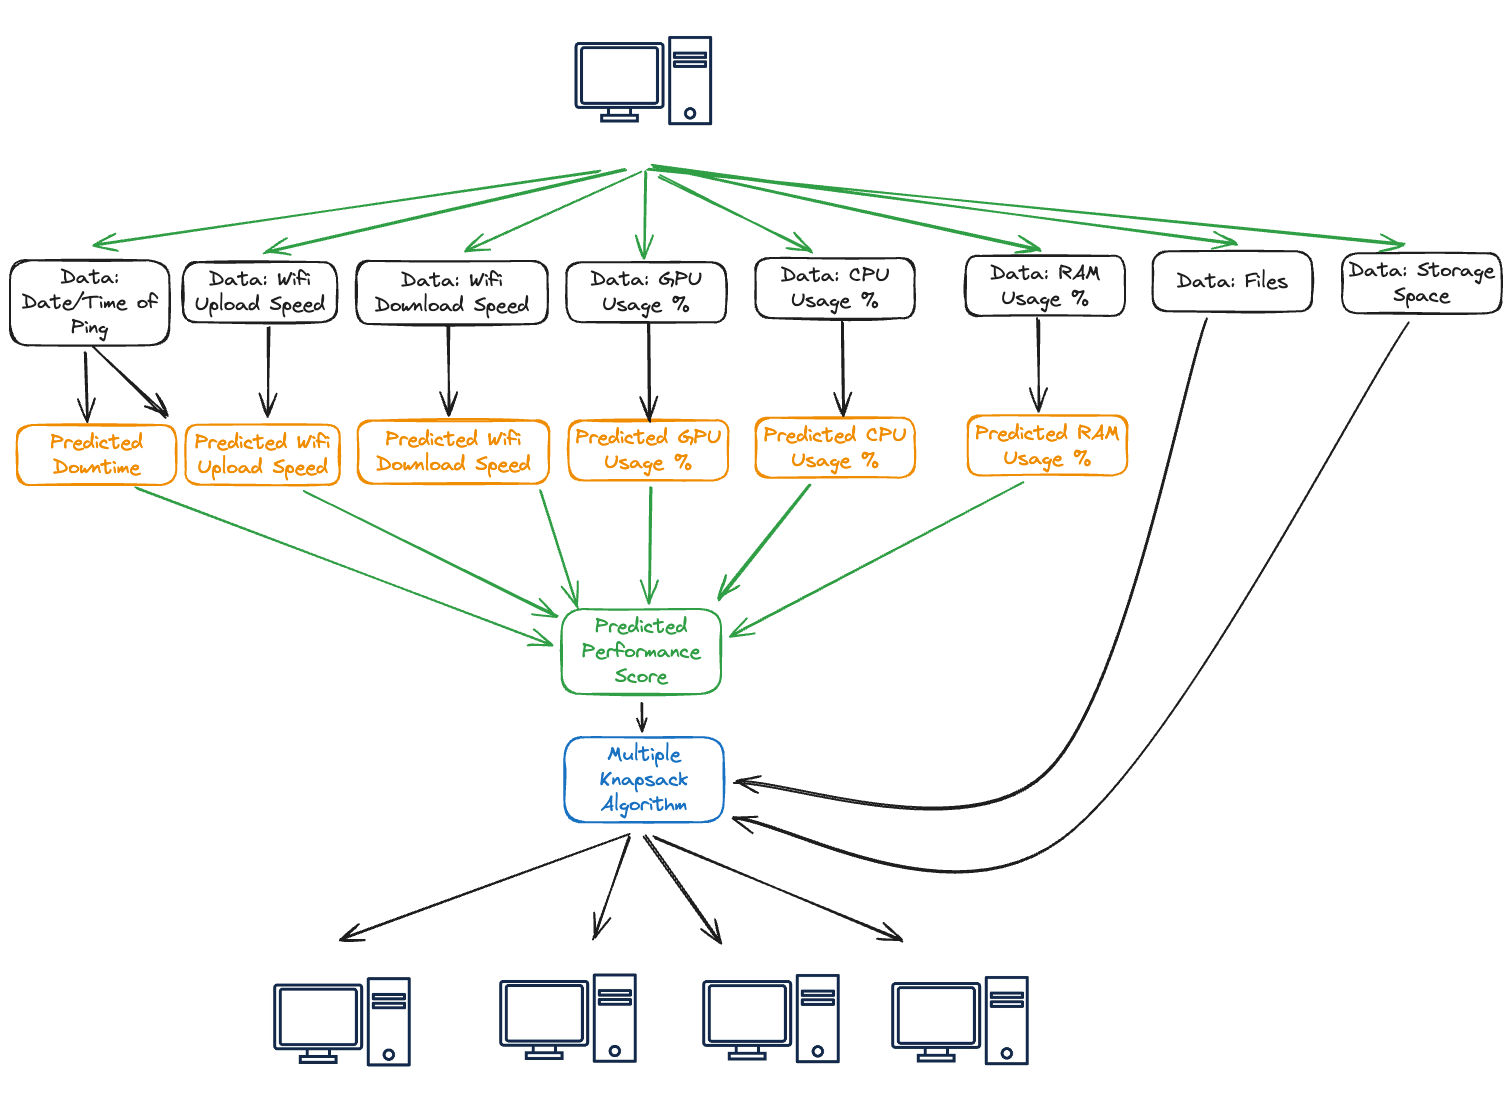 Data:
Date/Time of
Ping
Data: Wifi
Upload Speed
Data: Wifi
Download Speed
Data: GPU
Usage %
Data: CPU
Usage %
Data: RAM
Usage %
Data: Files
Data: Storage
Space
Predicted
Downtime
Predicted Wifi
Upload Speed
Predicted Wifi
Download Speed
Predicted GPU
Usage %
Predicted CPU
Usage %
Predicted RAM
Usage %
Predicted
Performance
Score
Multiple
Knapsack
Algorithm